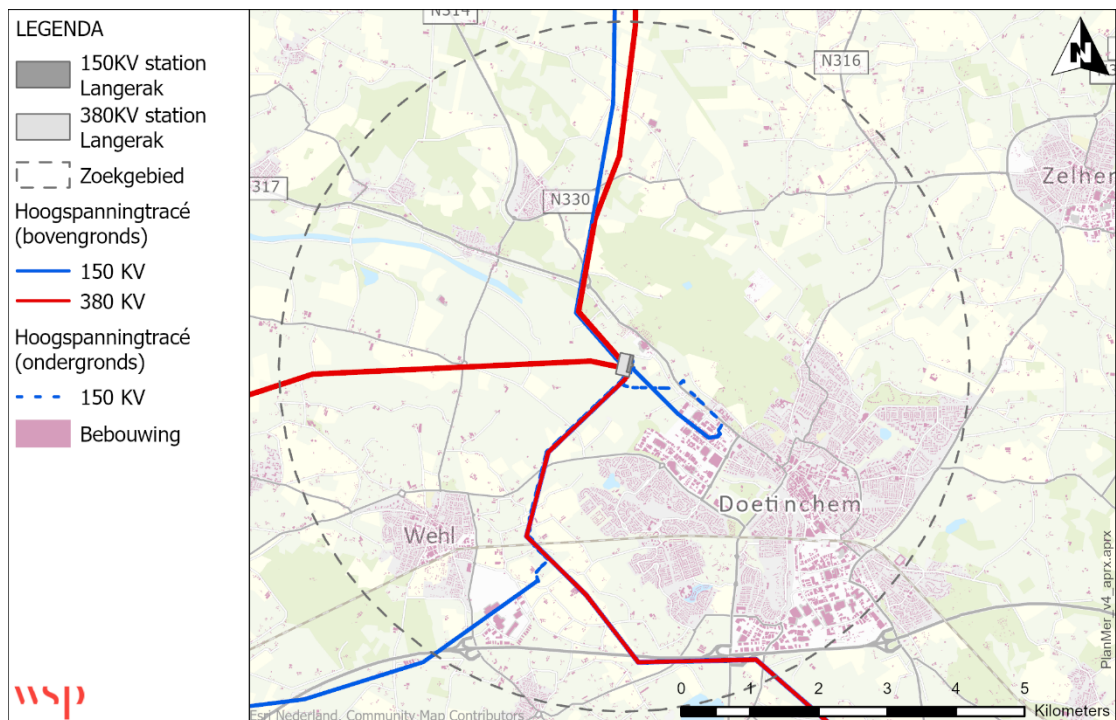 LEGENDA
150KV station
Langerak
380KV station
Langerak
Zoekgebied
Hoogspanningtracé
(bovengronds)
150 KV
380 KV
Hoogspanningtracé
(ondergronds)
150 KV
Bebouwing
wsp
N314
N316
N
317
N330
Zelhem
Doetinchem
Wehl
0 1 2 3 4 5
Kilometers
Esri Nederland, Community Map Contributors
PlanMer_v4_aprx.aprx